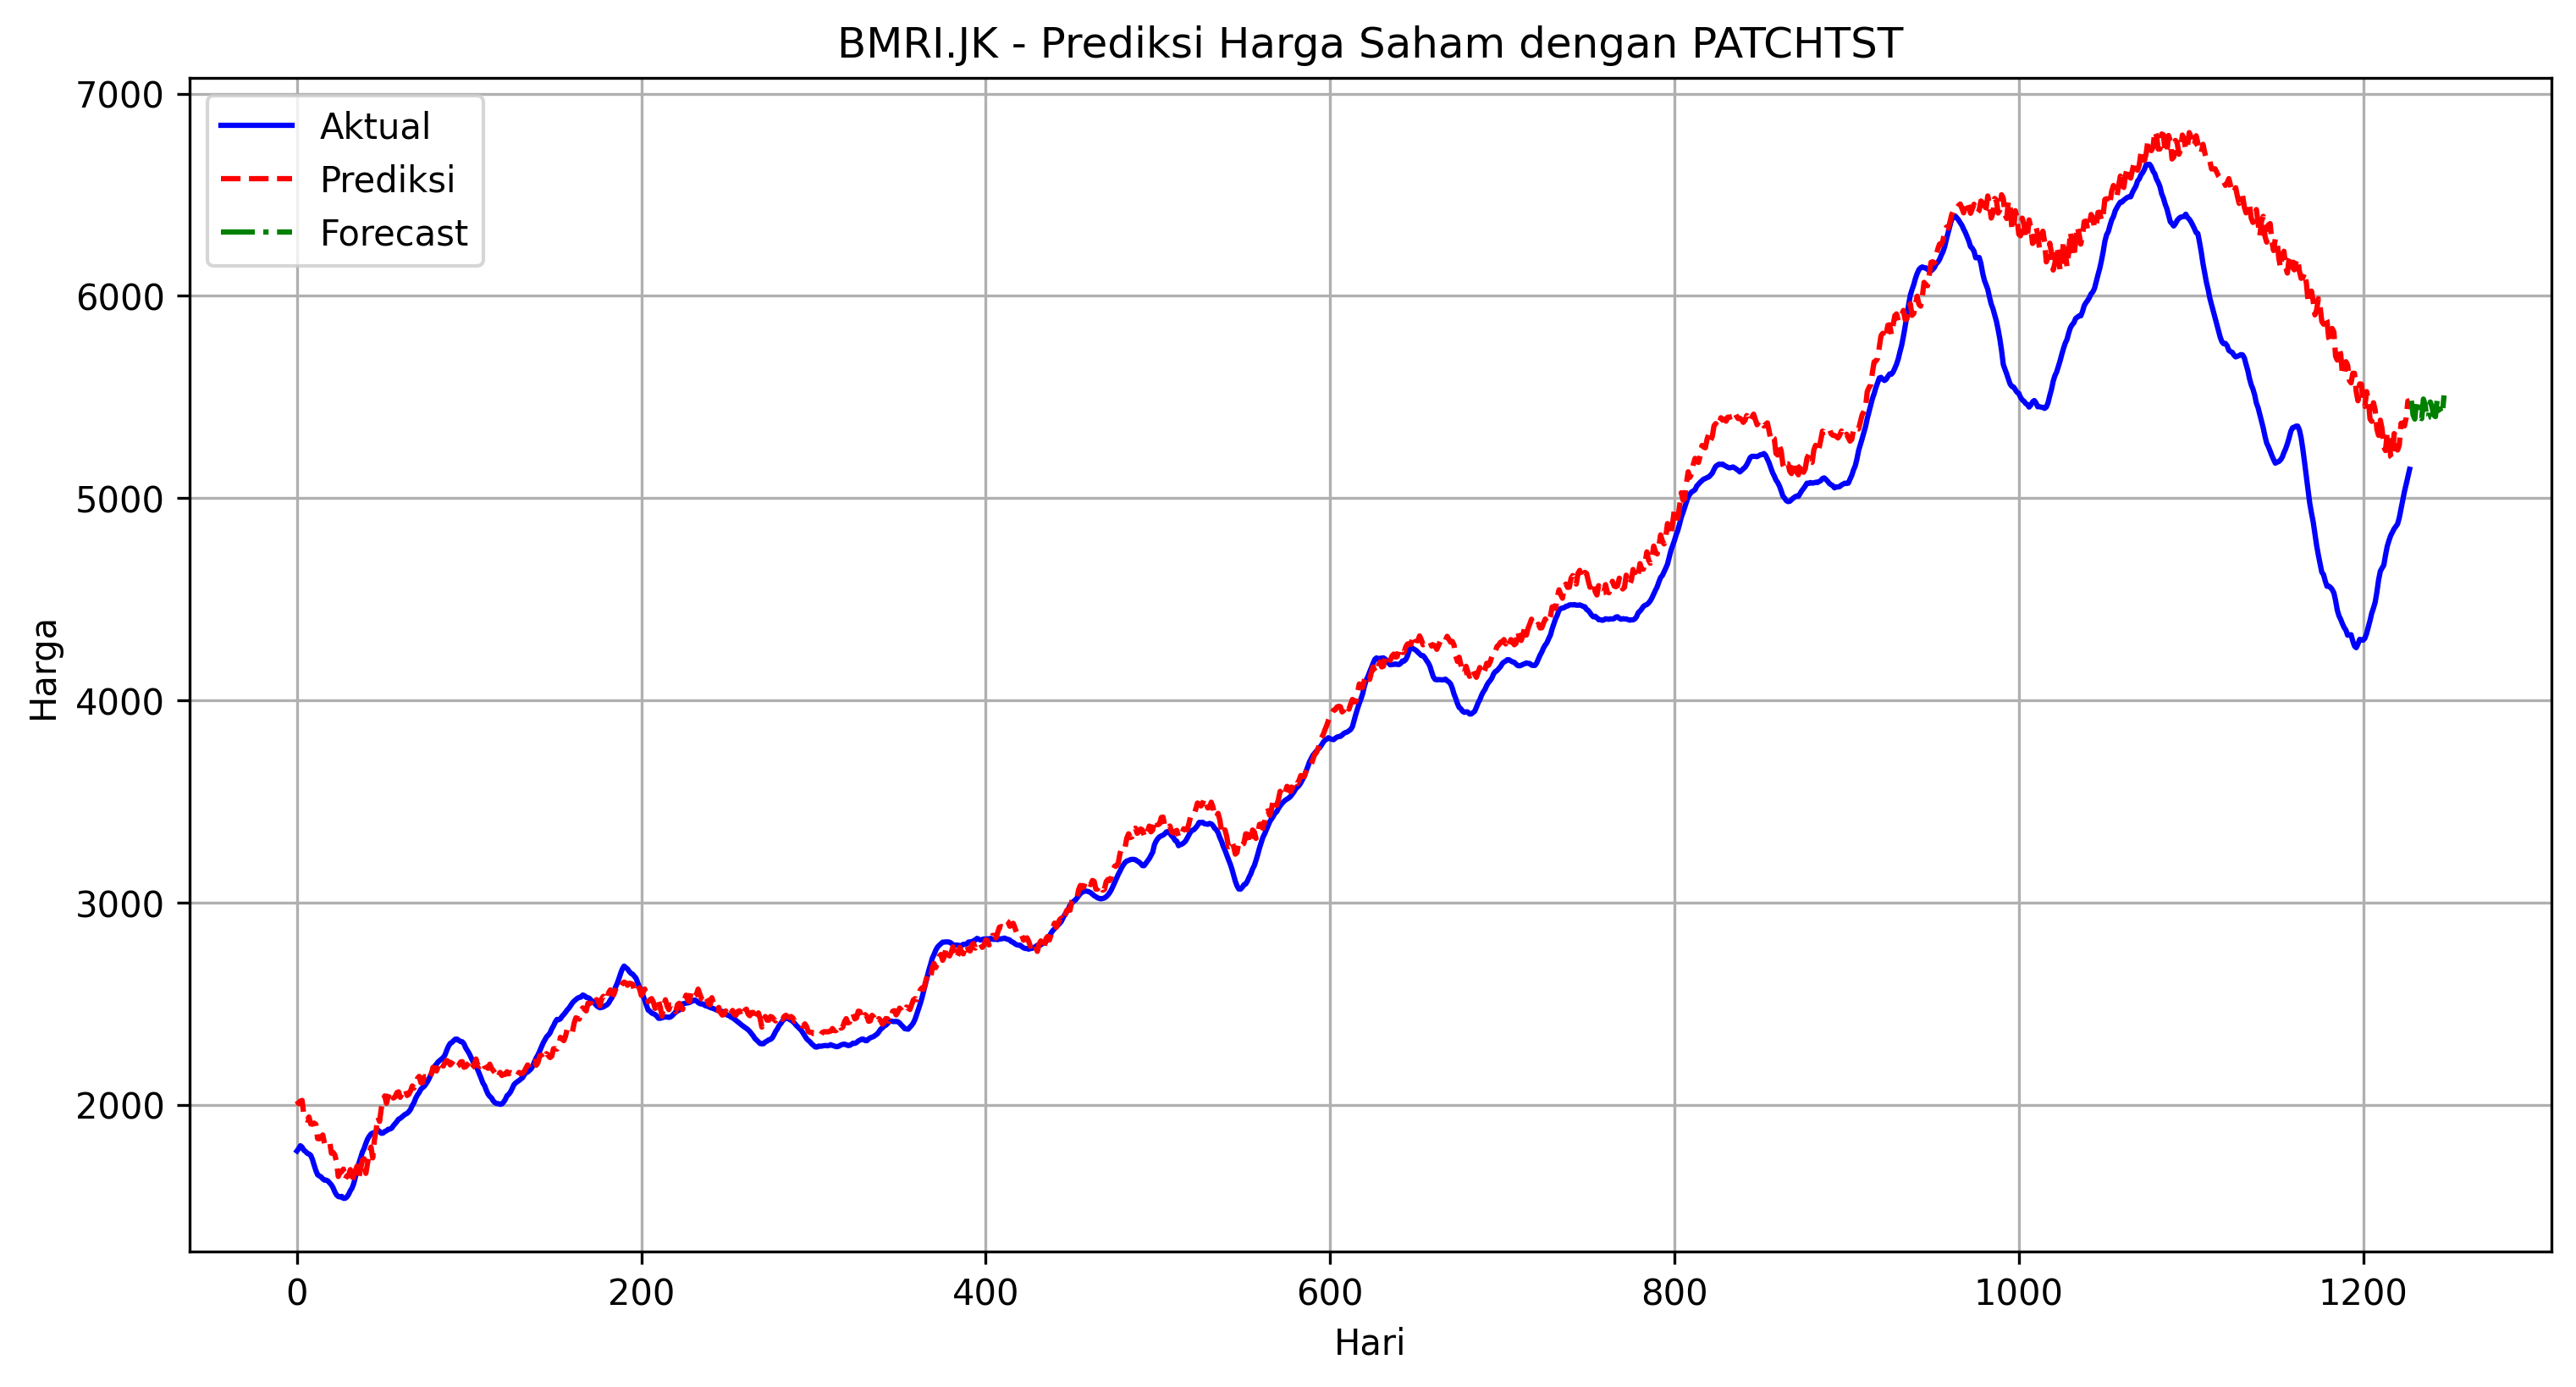 BMRI.JK - Prediksi Harga Saham dengan PATCHTST
Aktual
Prediksi
Forecast
Harga
7000
6000
5000
4000
3000
2000
0 200 400 600 800 1000 1200
Hari